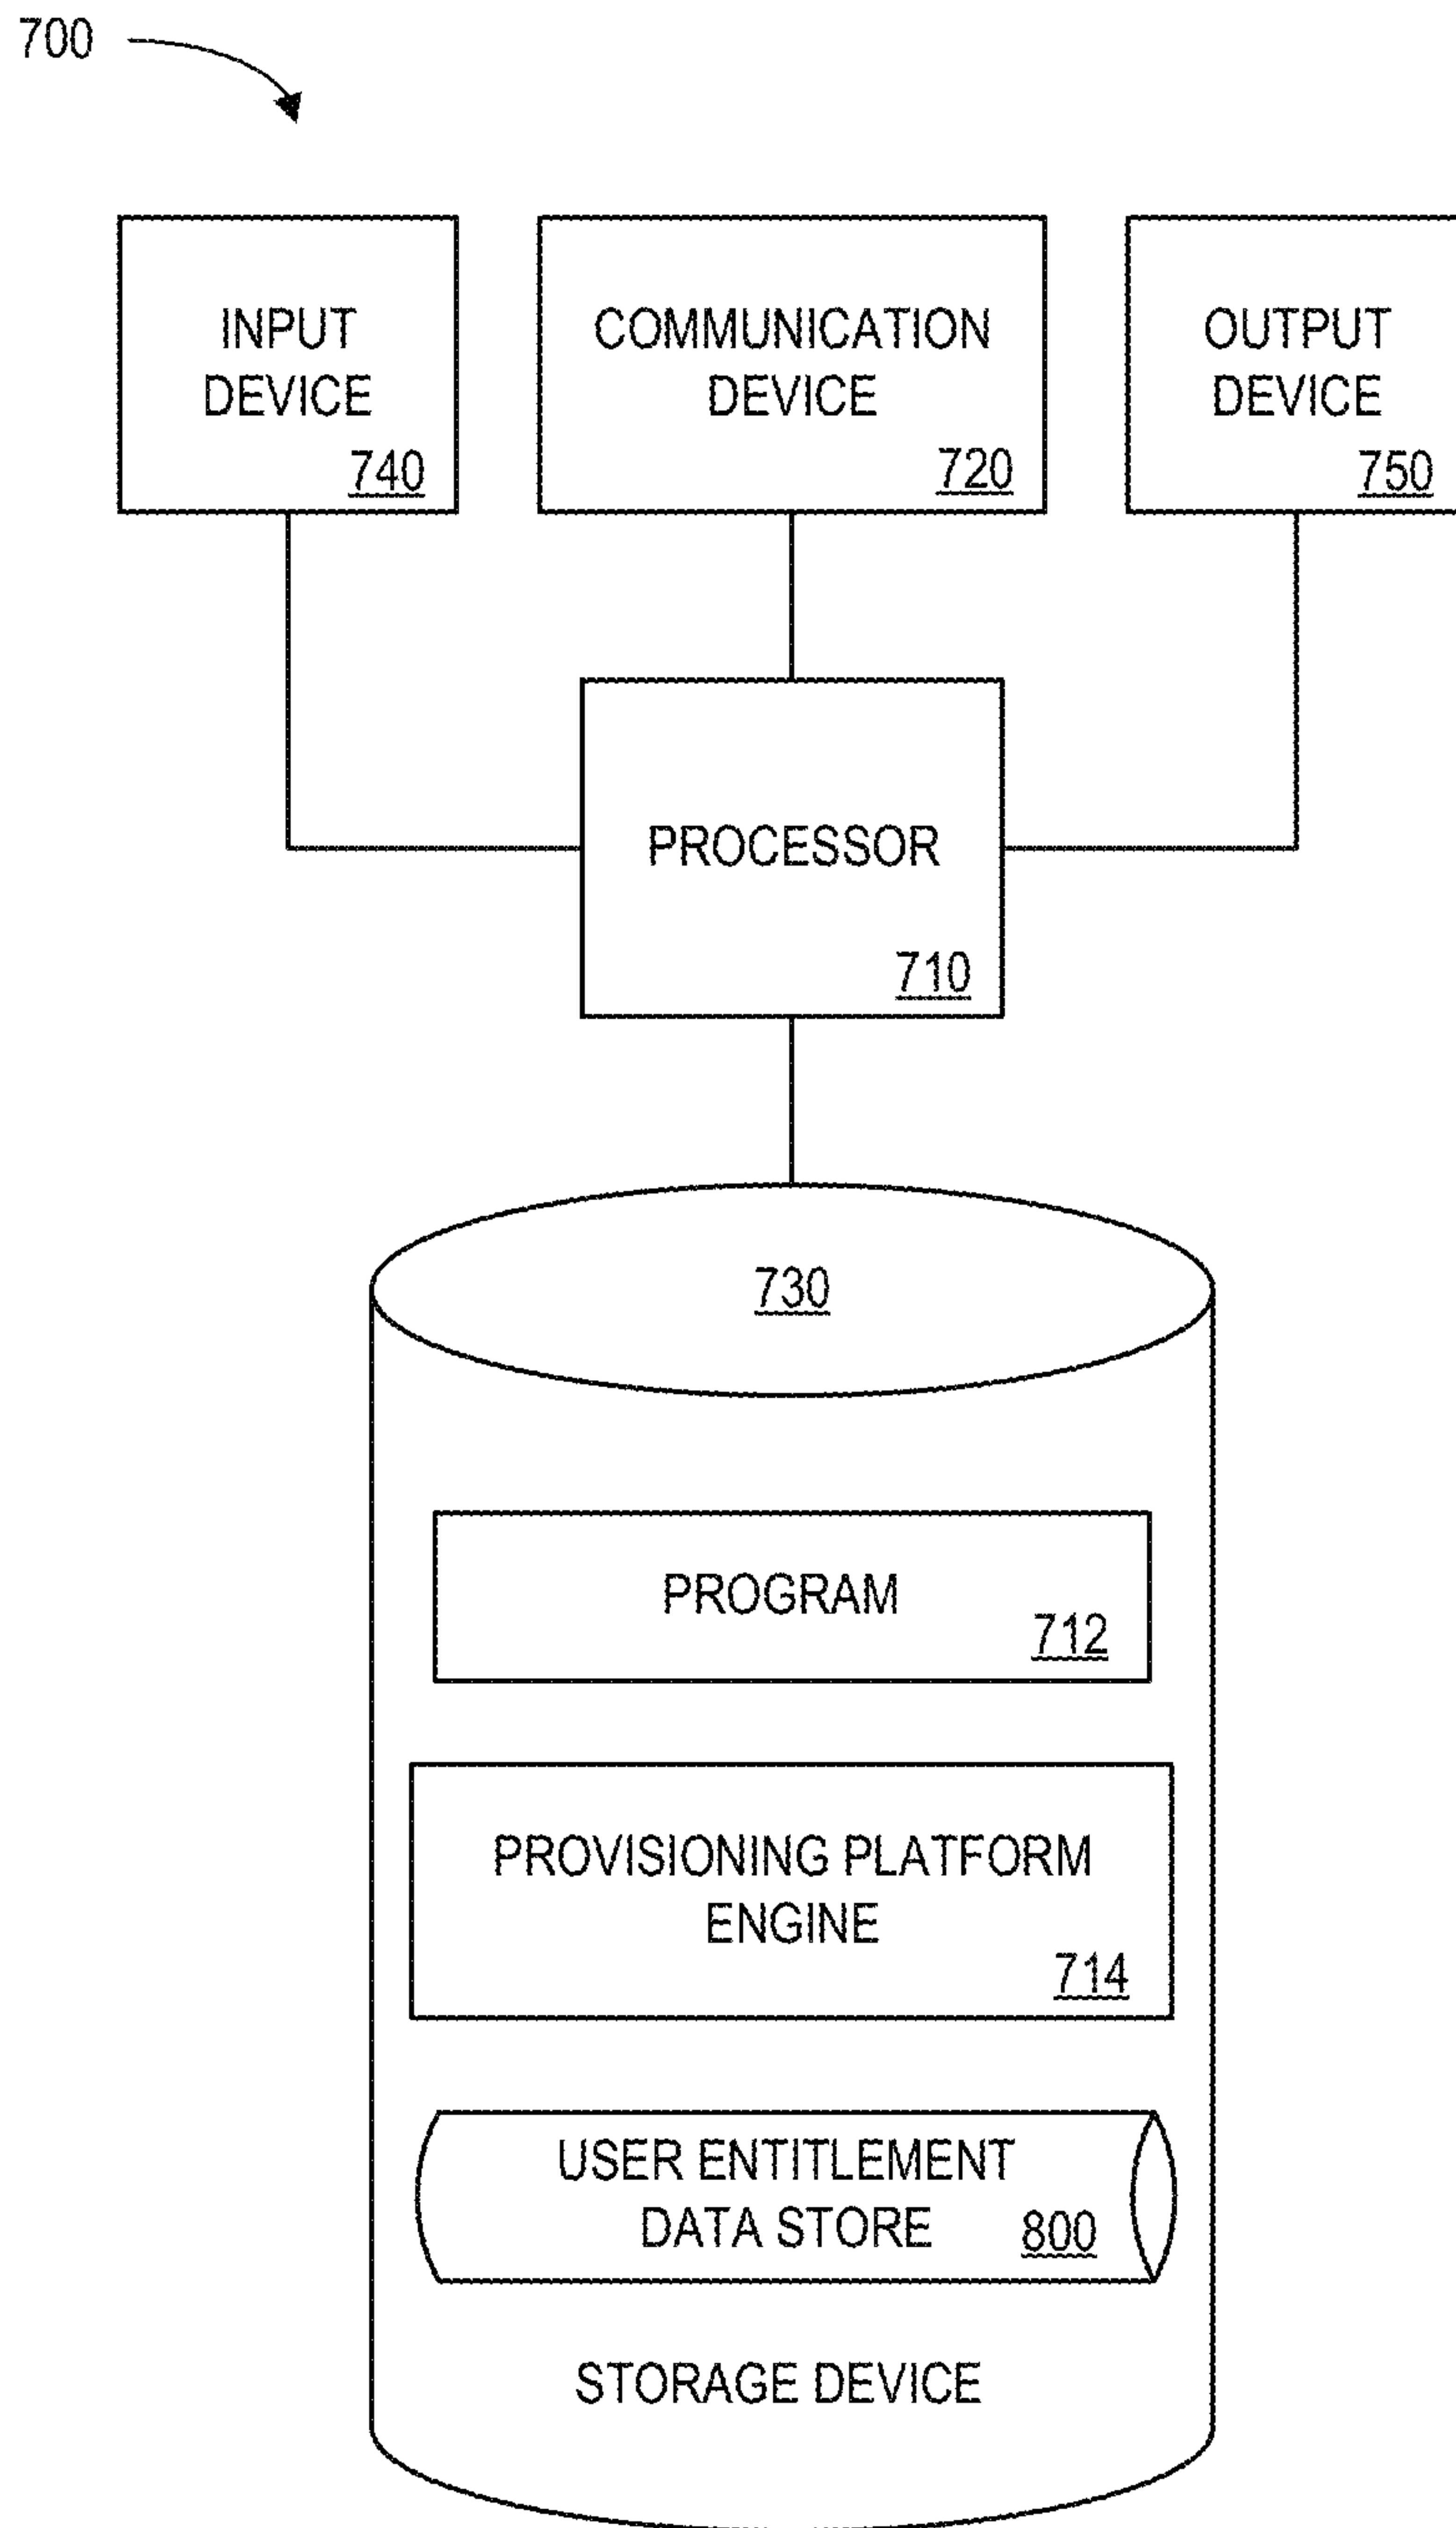 700
INPUT
DEVICE
740
COMMUNICATION
DEVICE
720
OUTPUT
DEVICE
750
PROCESSOR
710
730
PROGRAM
712
PROVISIONING PLATFORM
ENGINE
714
USER ENTITLEMENT
DATA STORE
800
STORAGE DEVICE